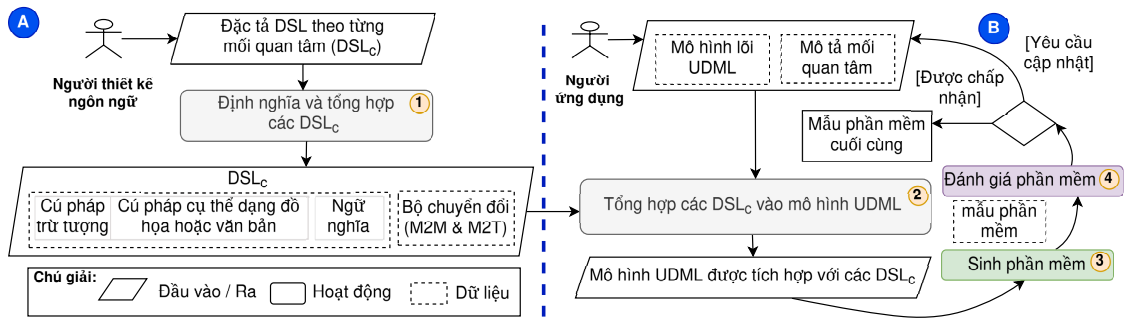 A
Đặc tả DSL theo từng
mối quan tâm (DSLc)
Người thiết kế
ngôn ngữ
Định nghĩa và tổng hợp
các DSLc
1
DSLc
Cú pháp
trừ tượng
Cú pháp cụ thể dạng đồ
họa hoặc văn bản
Ngữ
nghĩa
Bộ chuyển đổi
(M2M & M2T)
Chú giải:
Đầu vào / Ra
Hoạt động
Dữ liệu
B
Người
ứng dụng
Mô hình lõi
UDML
Mô tả mối
quan tâm
[Yêu cầu
cập nhật]
[Được chấp
nhận]
Mẫu phần mềm
cuối cùng
Đánh giá phần mềm
4
Tổng hợp các DSLc vào mô hình UDML
2
mẫu phần
mềm
Sinh phần mềm
3
Mô hình UDML được tích hợp với các DSLc